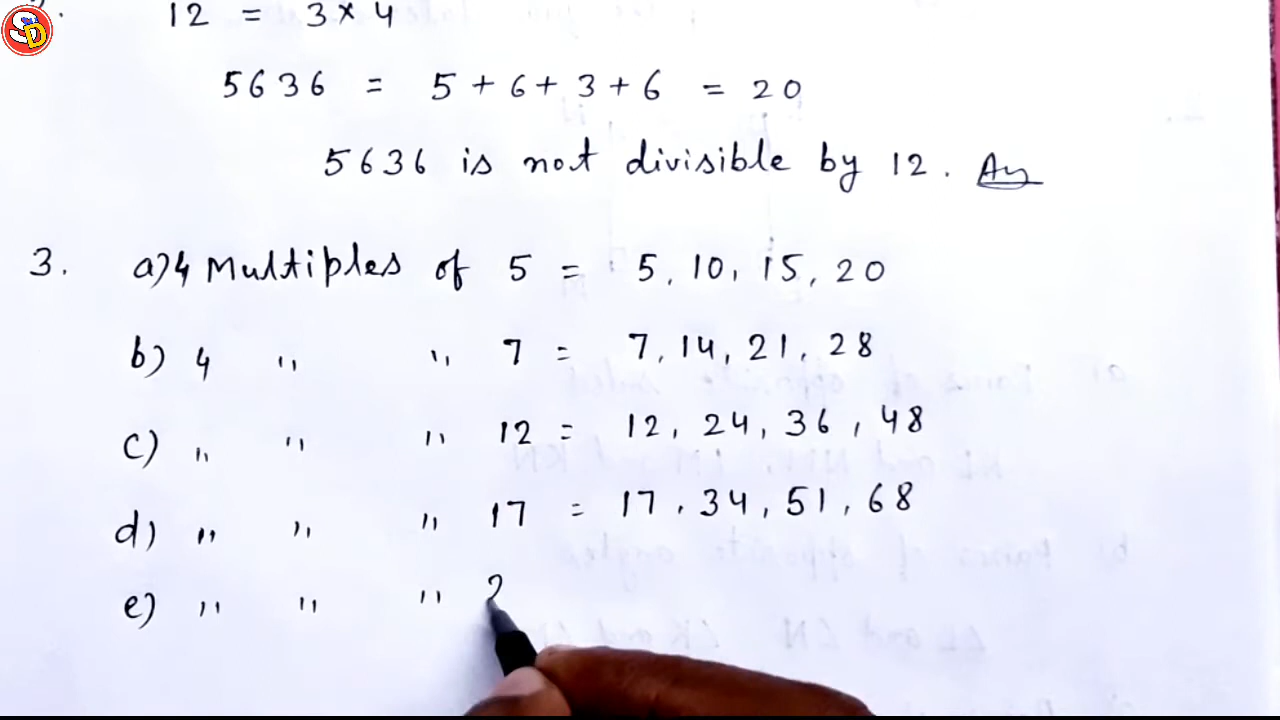 12 = 3 × 4
5636 = 5 + 6 + 3 + 6 = 20
5636 is not divisible by 12. Ans
3. a) 4 Multiples of 5 = 5, 10, 15, 20
b) 4 " " 7 = 7, 14, 21, 28
c) " " " 12 = 12, 24, 36, 48
d) " " " 17 = 17, 34, 51, 68
e) " " " 2